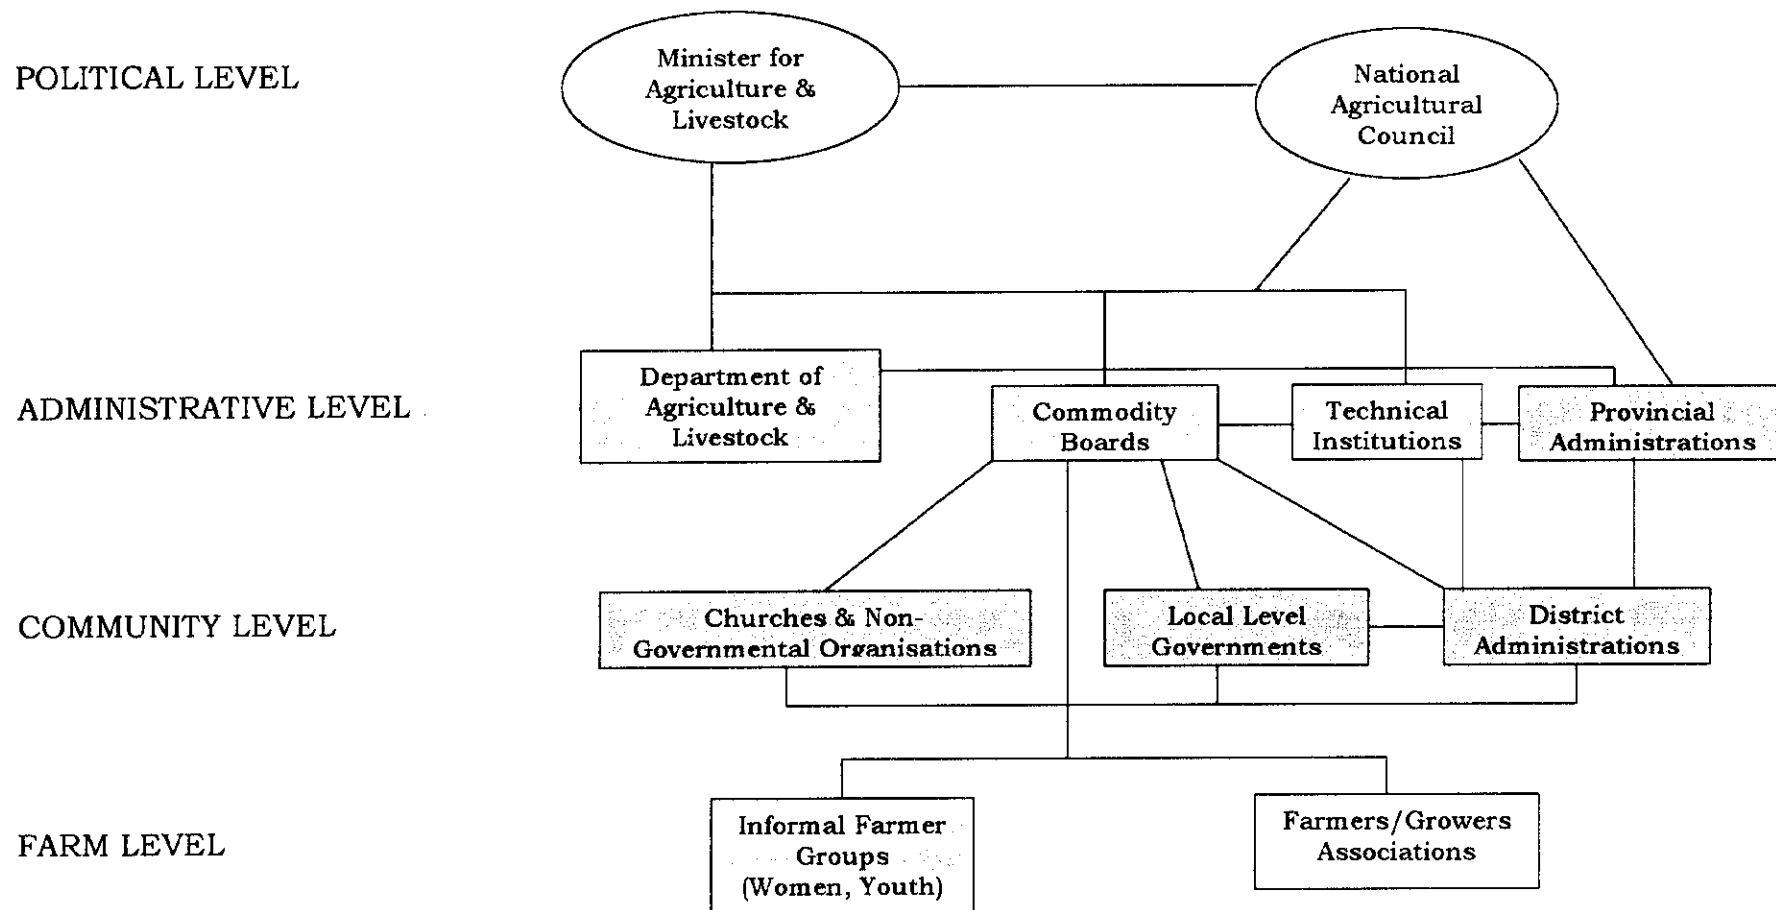 POLITICAL LEVEL
Minister for
Agriculture &
Livestock
National
Agricultural
Council
ADMINISTRATIVE LEVEL
Department of
Agriculture &
Livestock
Commodity
Boards
Technical
Institutions
Provincial
Administrations
COMMUNITY LEVEL
Churches & Non-
Governmental Organisations
Local Level
Governments
District
Administrations
FARM LEVEL
Informal Farmer
Groups
(Women, Youth)
Farmers/Growers
Associations